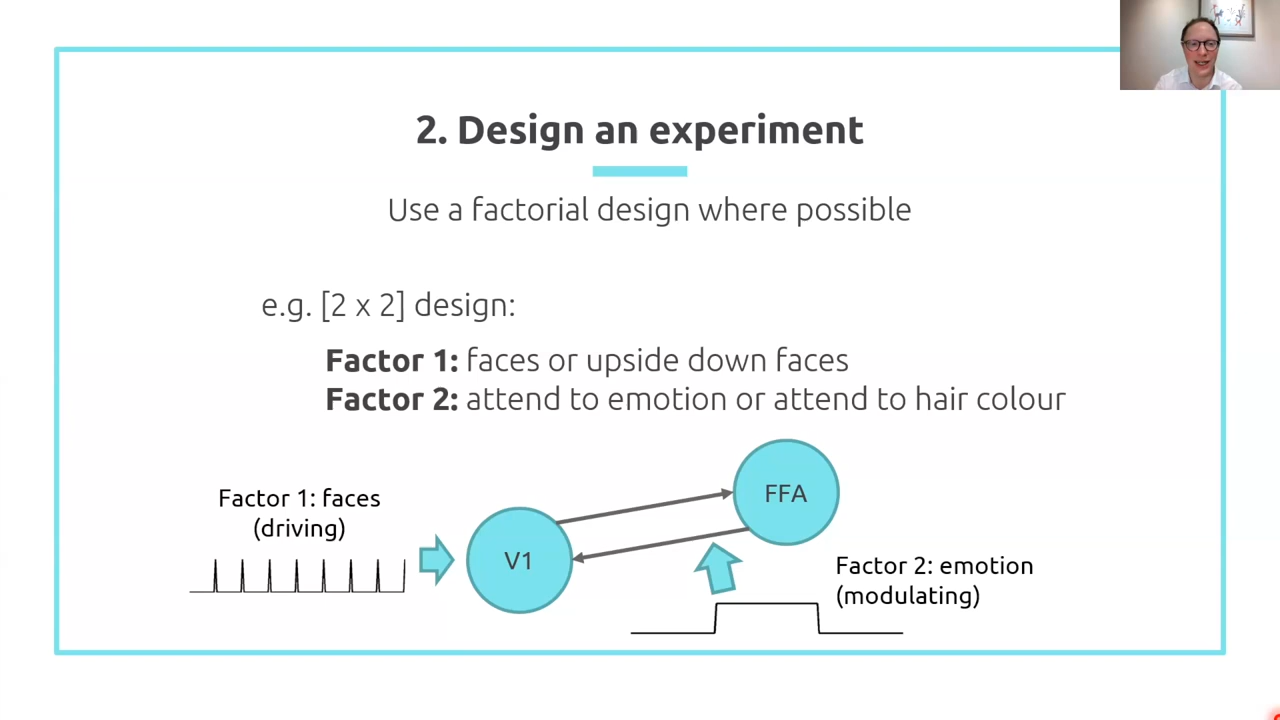 2. Design an experiment
Use a factorial design where possible
e.g. [2 x 2] design:
Factor 1: faces or upside down faces
Factor 2: attend to emotion or attend to hair colour
Factor 1: faces
(driving)
V1
FFA
Factor 2: emotion
(modulating)